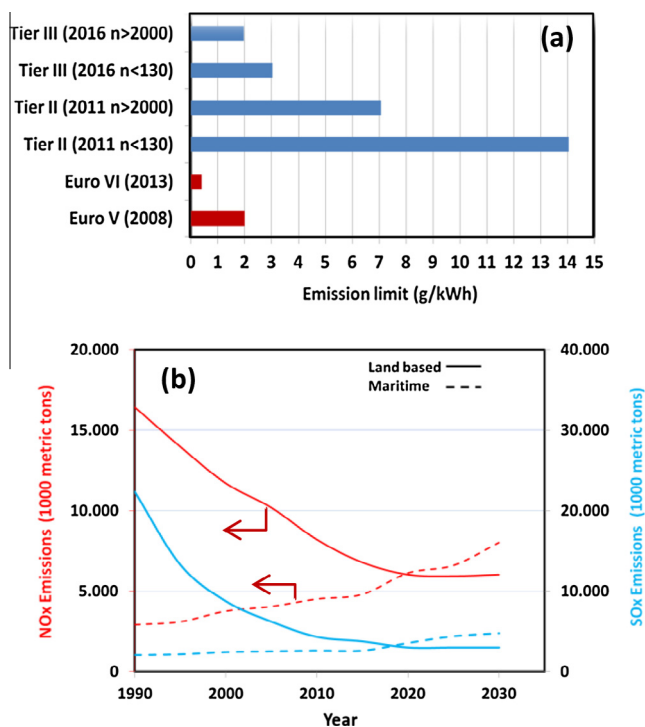 (a)
Tier III (2016 n>2000)
Tier III (2016 n<130)
Tier II (2011 n>2000)
Tier II (2011 n<130)
Euro VI (2013)
Euro V (2008)
0 1 2 3 4 5 6 7 8 9 10 11 12 13 14 15
Emission limit (g/kWh)
(b)
Land based
Maritime
NOx Emissions (1000 metric tons)
20.000
15.000
10.000
5.000
0
SOx Emissions (1000 metric tons)
40.000
30.000
20.000
10.000
0
1990 2000 2010 2020 2030
Year